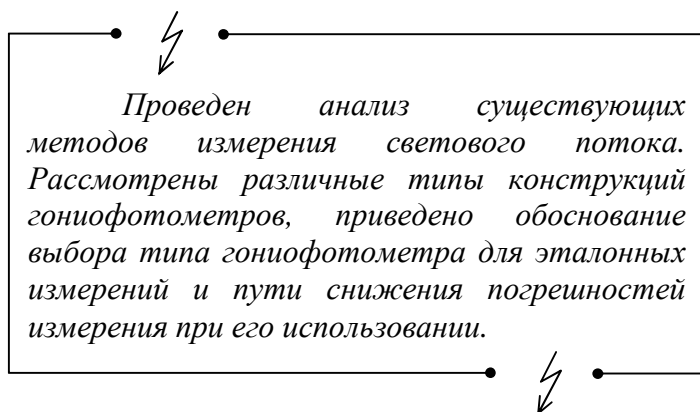 Проведен анализ существующих
методов измерения светового потока.
Рассмотрены различные типы конструкций
гониофотометров, приведено обоснование
выбора типа гониофотометра для эталонных
измерений и пути снижения погрешностей
измерения при его использовании.